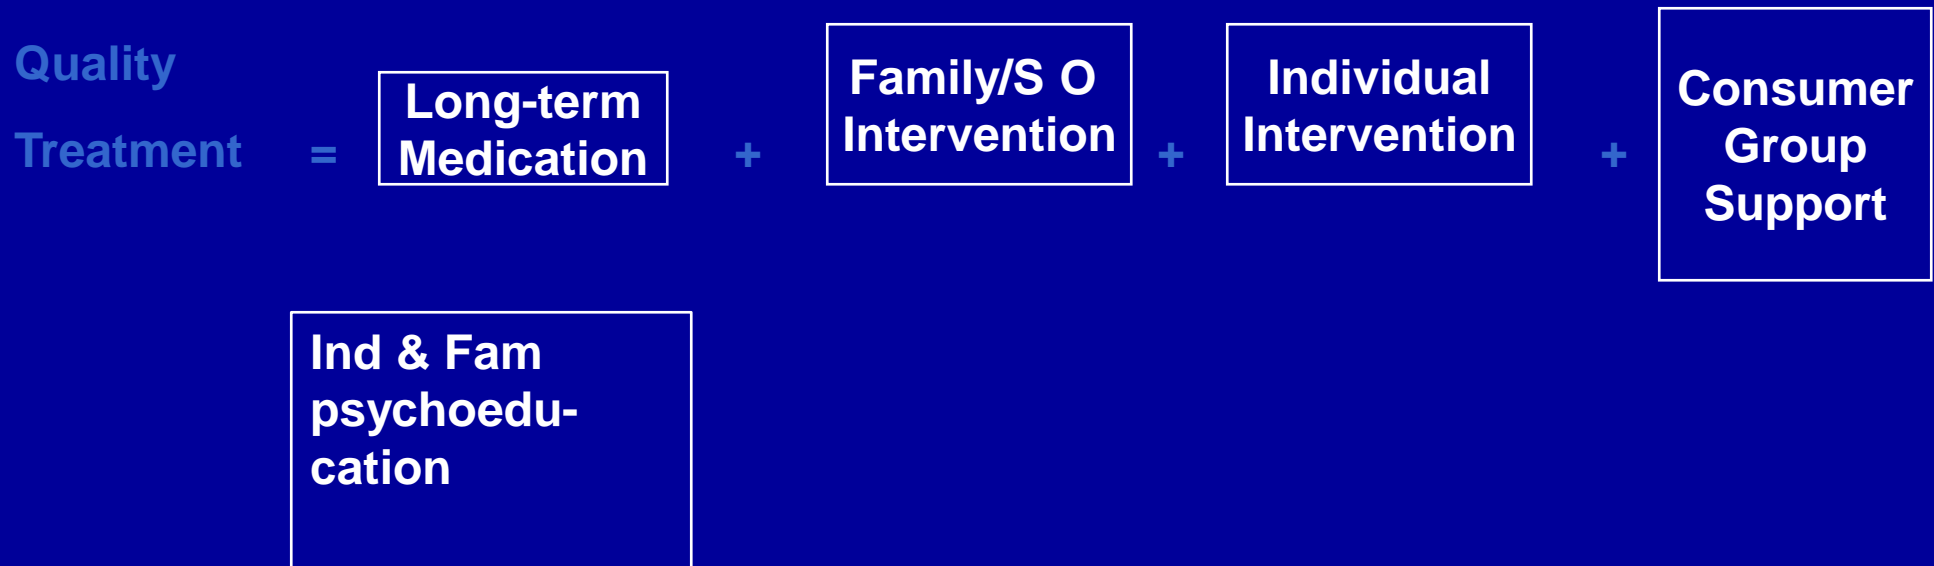 Quality
Treatment =
Long-term
Medication
+
Family/S O
Intervention
+
Individual
Intervention
+
Consumer
Group
Support
Ind & Fam
psychoedu-
cation